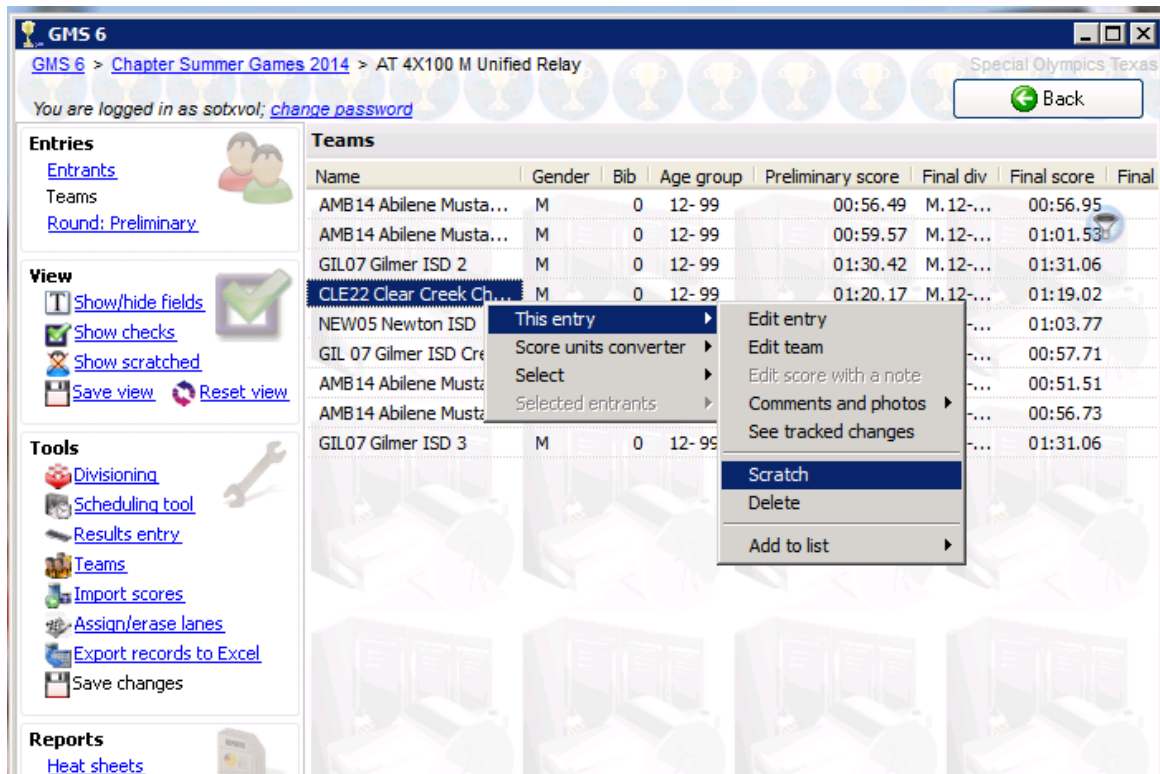 GMS 6
GMS 6 > Chapter Summer Games 2014 > AT 4X100 M Unified Relay
Special Olympics Texas
You are logged in as sotxvol; change password
Back
Entries
Entrants
Teams
Round: Preliminary
View
Show/hide fields
Show checks
Show scratched
Save view Reset view
Tools
Divisioning
Scheduling tool
Results entry
Teams
Import scores
Assign/erase lanes
Export records to Excel
Save changes
Reports
Heat sheets
Teams
Name Gender Bib Age group Preliminary score Final div Final score Final
AMB14 Abilene Musta... M 0 12- 99 00:56.49 M. 12-... 00:56.95
AMB14 Abilene Musta... M 0 12- 99 00:59.57 M. 12-... 01:01.53
GIL07 Gilmer ISD 2 M 0 12- 99 01:30.42 M. 12-... 01:31.06
CLE22 Clear Creek Ch... M 0 12- 99 01:20.17 M. 12-... 01:19.02
NEW05 Newton ISD -... 01:03.77
GIL 07 Gilmer ISD Cre -... 00:57.71
AMB14 Abilene Musta -... 00:51.51
AMB14 Abilene Musta -... 00:56.73
GIL07 Gilmer ISD 3 M 0 12- 99 -... 01:31.06
This entry
Score units converter
Select
Selected entrants
Edit entry
Edit team
Edit score with a note
Comments and photos
See tracked changes
Scratch
Delete
Add to list